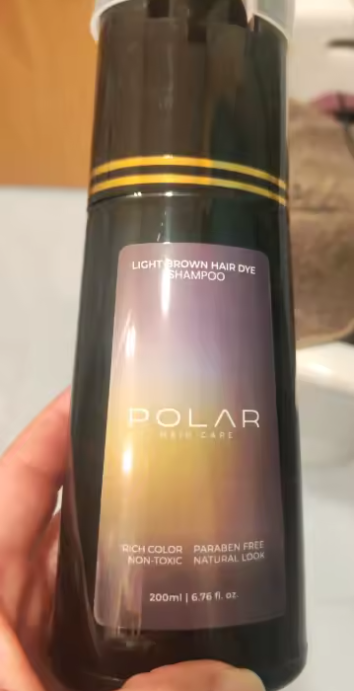 LIGHT BROWN HAIR DYE
SHAMPOO
POLAR
HAIR CARE
RICH COLOR PARABEN FREE
NON-TOXIC NATURAL LOOK
200ml | 6.76 fl. oz.